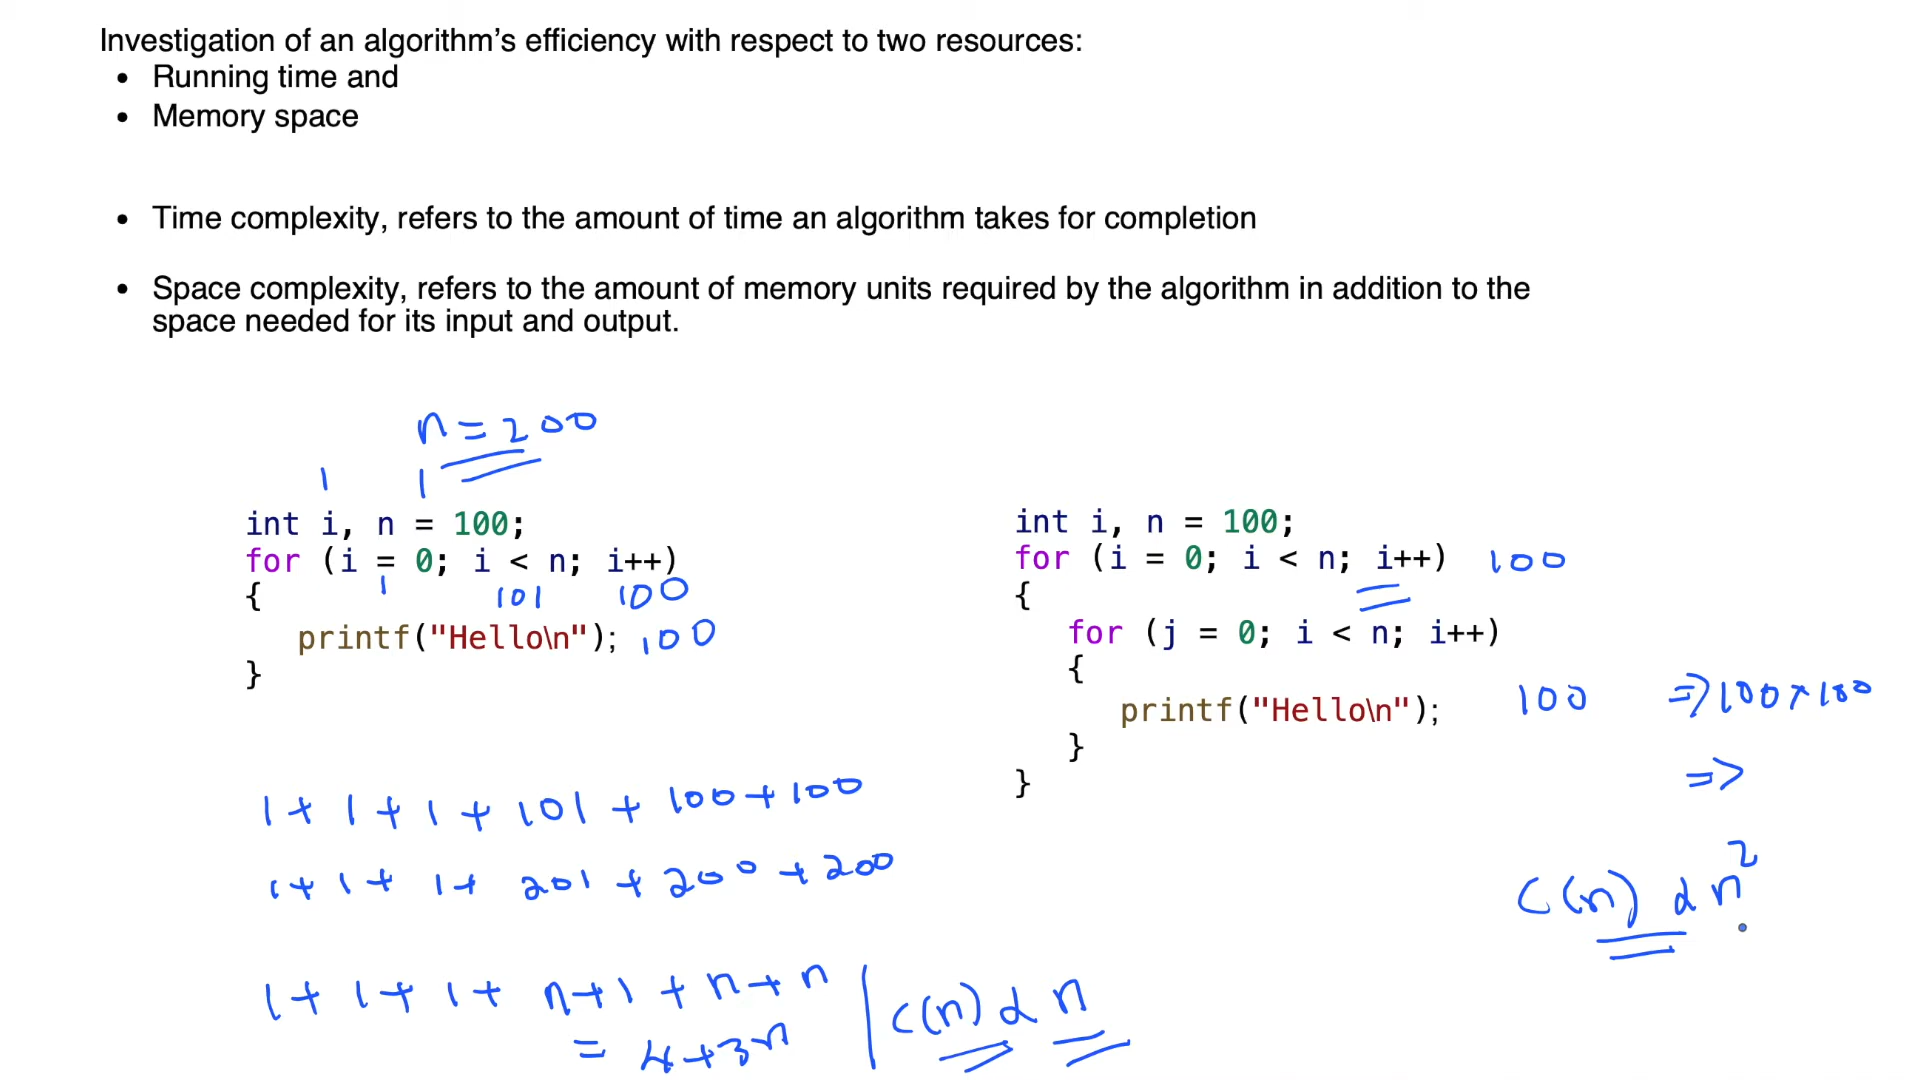 Investigation of an algorithm’s efficiency with respect to two resources:
• Running time and
• Memory space
• Time complexity, refers to the amount of time an algorithm takes for completion
• Space complexity, refers to the amount of memory units required by the algorithm in addition to the
space needed for its input and output.
n = 200
1 1
int i, n = 100;
for (i = 0; i < n; i++)
1 101 100
{
printf("Hello\n"); 100
}
1 + 1 + 1 + 101 + 100 + 100
1 + 1 + 1 + 201 + 200 + 200
1 + 1 + 1 + n+1 + n + n
= 4+3n
C(n) α n
int i, n = 100;
for (i = 0; i < n; i++) 100
{
for (j = 0; i < n; i++)
{
printf("Hello\n"); 100 => 100 × 100
}
=>
}
C(n) α n²